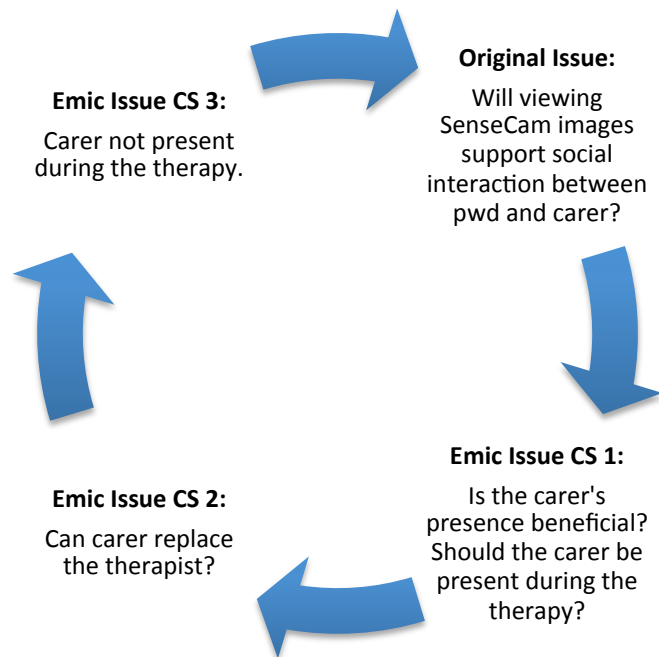 Original Issue:
Will viewing
SenseCam images
support social
interaction between
pwd and carer?
Emic Issue CS 1:
Is the carer's
presence beneficial?
Should the carer be
present during the
therapy?
Emic Issue CS 2:
Can carer replace
the therapist?
Emic Issue CS 3:
Carer not present
during the therapy.